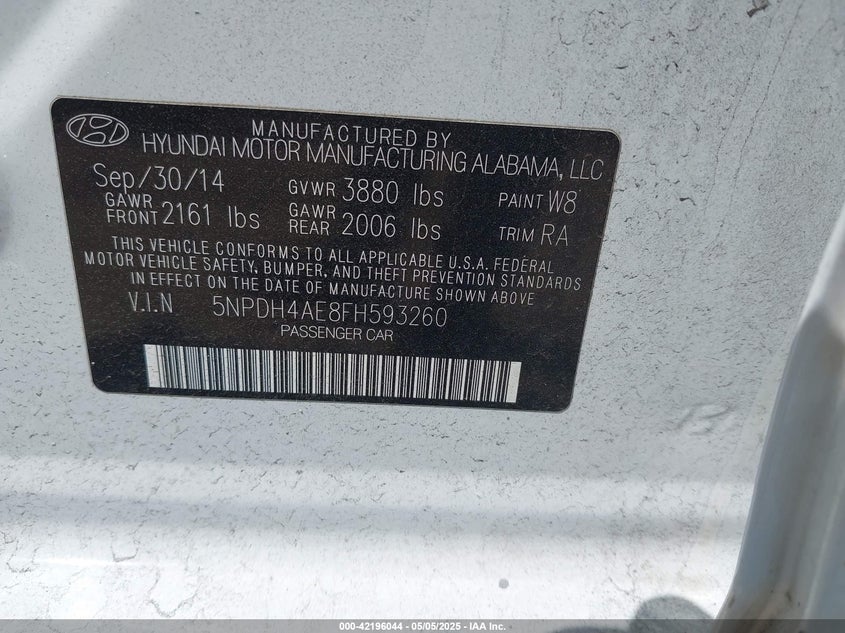 MANUFACTURED BY
HYUNDAI MOTOR MANUFACTURING ALABAMA, LLC
Sep/30/14 GVWR 3880 lbs PAINT W8
GAWR FRONT 2161 lbs GAWR REAR 2006 lbs TRIM RA
THIS VEHICLE CONFORMS TO ALL APPLICABLE U.S.A. FEDERAL
MOTOR VEHICLE SAFETY, BUMPER, AND THEFT PREVENTION STANDARDS
IN EFFECT ON THE DATE OF MANUFACTURE SHOWN ABOVE
V.I.N 5NPDH4AE8FH593260
PASSENGER CAR
000-42196044 - 05/05/2025 - IAA Inc.